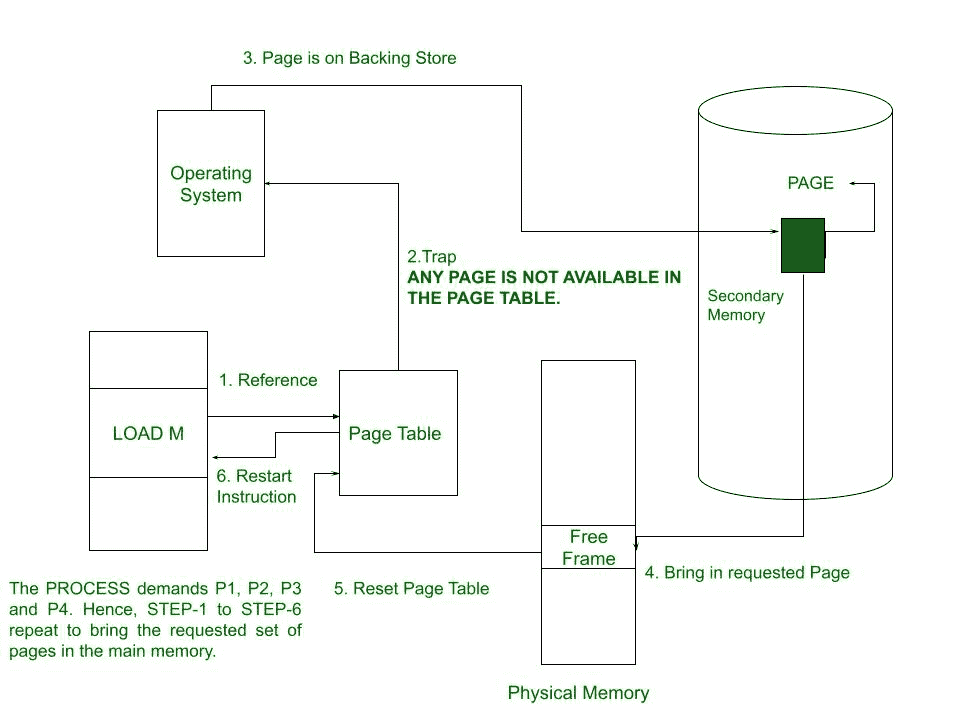 3. Page is on Backing Store
Operating
System
PAGE
2.Trap
ANY PAGE IS NOT AVAILABLE IN
THE PAGE TABLE.
Secondary
Memory
1. Reference
LOAD M
Page Table
6. Restart
Instruction
Free
Frame
4. Bring in requested Page
5. Reset Page Table
The PROCESS demands P1, P2, P3
and P4. Hence, STEP-1 to STEP-6
repeat to bring the requested set of
pages in the main memory.
Physical Memory